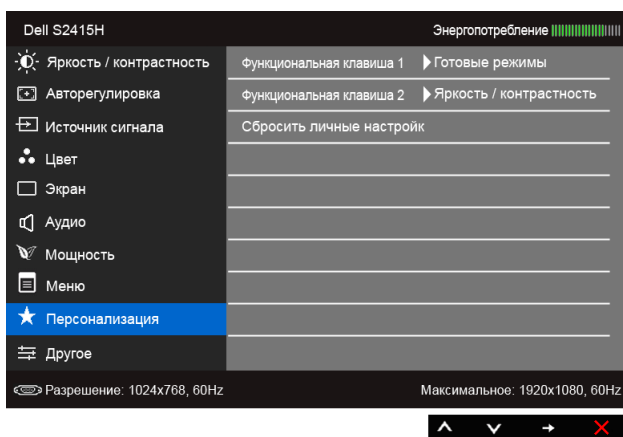 Dell S2415H Энергопотребление
Яркость / контрастность Функциональная клавиша 1 Готовые режимы
Авторегулировка Функциональная клавиша 2 Яркость / контрастность
Источник сигнала Сбросить личные настройк
Цвет
Экран
Аудио
Мощность
Меню
Персонализация
Другое
Разрешение: 1024x768, 60Hz Максимальное: 1920x1080, 60Hz